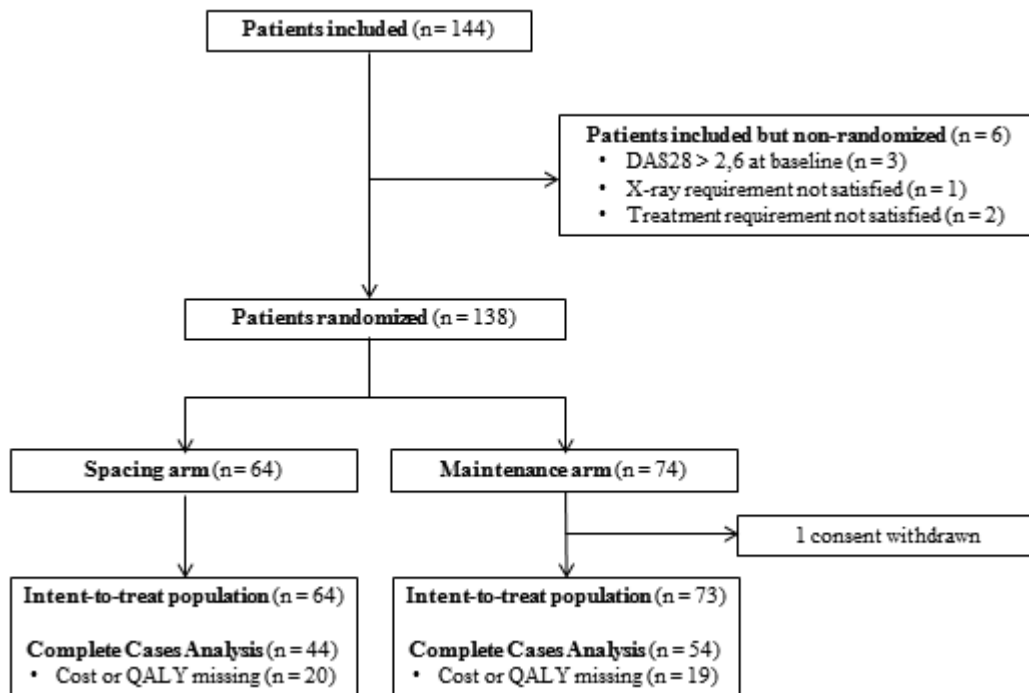 Patients included (n = 144)
Patients included but non-randomized (n = 6)
• DAS28 > 2,6 at baseline (n = 3)
• X-ray requirement not satisfied (n = 1)
• Treatment requirement not satisfied (n = 2)
Patients randomized (n = 138)
Spacing arm (n = 64)
Maintenance arm (n = 74)
1 consent withdrawn
Intent-to-treat population (n = 64)
Complete Cases Analysis (n = 44)
• Cost or QALY missing (n = 20)
Intent-to-treat population (n = 73)
Complete Cases Analysis (n = 54)
• Cost or QALY missing (n = 19)